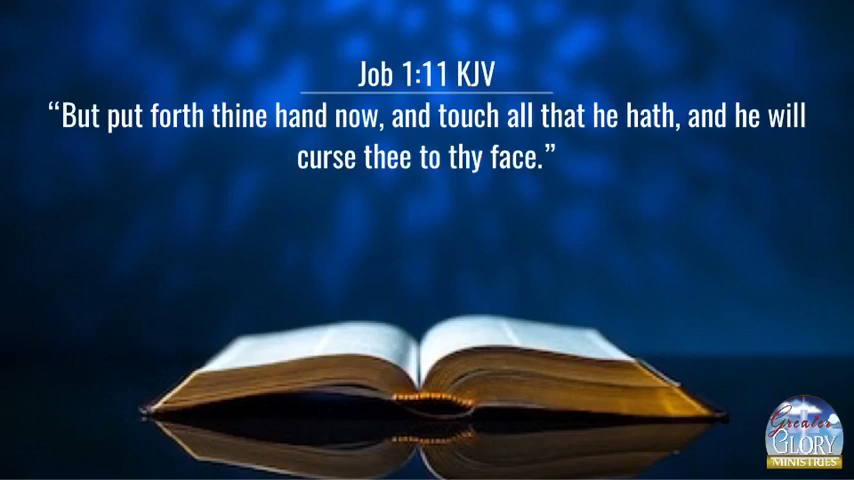 Job 1:11 KJV
“But put forth thine hand now, and touch all that he hath, and he will
curse thee to thy face.”
Greater
GLORY
MINISTRIES